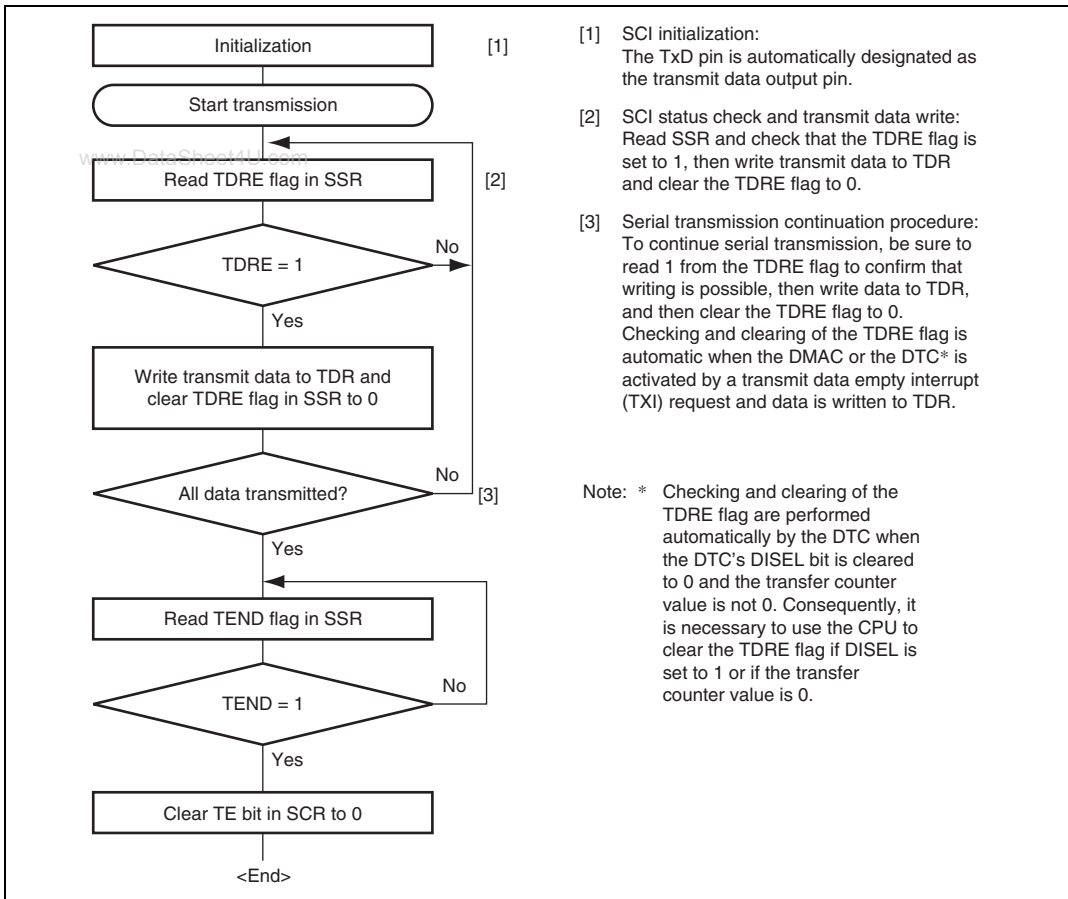 Initialization
[1]
Start transmission
www.DataSheet4U.com
Read TDRE flag in SSR
[2]
No
TDRE = 1
Yes
Write transmit data to TDR and
clear TDRE flag in SSR to 0
No
All data transmitted?
[3]
Yes
Read TEND flag in SSR
No
TEND = 1
Yes
Clear TE bit in SCR to 0
<End>
[1] SCI initialization:
The TxD pin is automatically designated as
the transmit data output pin.
[2] SCI status check and transmit data write:
Read SSR and check that the TDRE flag is
set to 1, then write transmit data to TDR
and clear the TDRE flag to 0.
[3] Serial transmission continuation procedure:
To continue serial transmission, be sure to
read 1 from the TDRE flag to confirm that
writing is possible, then write data to TDR,
and then clear the TDRE flag to 0.
Checking and clearing of the TDRE flag is
automatic when the DMAC or the DTC* is
activated by a transmit data empty interrupt
(TXI) request and data is written to TDR.
Note: * Checking and clearing of the
TDRE flag are performed
automatically by the DTC when
the DTC's DISEL bit is cleared
to 0 and the transfer counter
value is not 0. Consequently, it
is necessary to use the CPU to
clear the TDRE flag if DISEL is
set to 1 or if the transfer
counter value is 0.